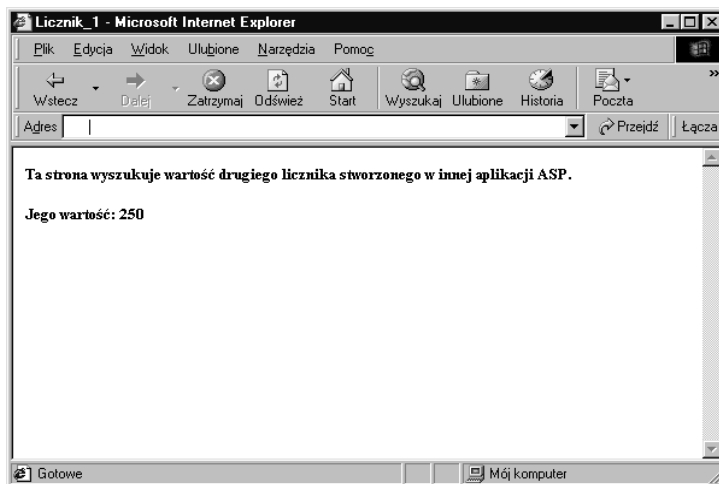 Licznik_1 - Microsoft Internet Explorer
Plik Edycja Widok Ulubione Narzędzia Pomoc
Wstecz Dalej Zatrzymaj Odśwież Start Wyszukaj Ulubione Historia Poczta »
Adres Przejdź Łącza
Ta strona wyszukuje wartość drugiego licznika stworzonego w innej aplikacji ASP.
Jego wartość: 250
Gotowe Mój komputer